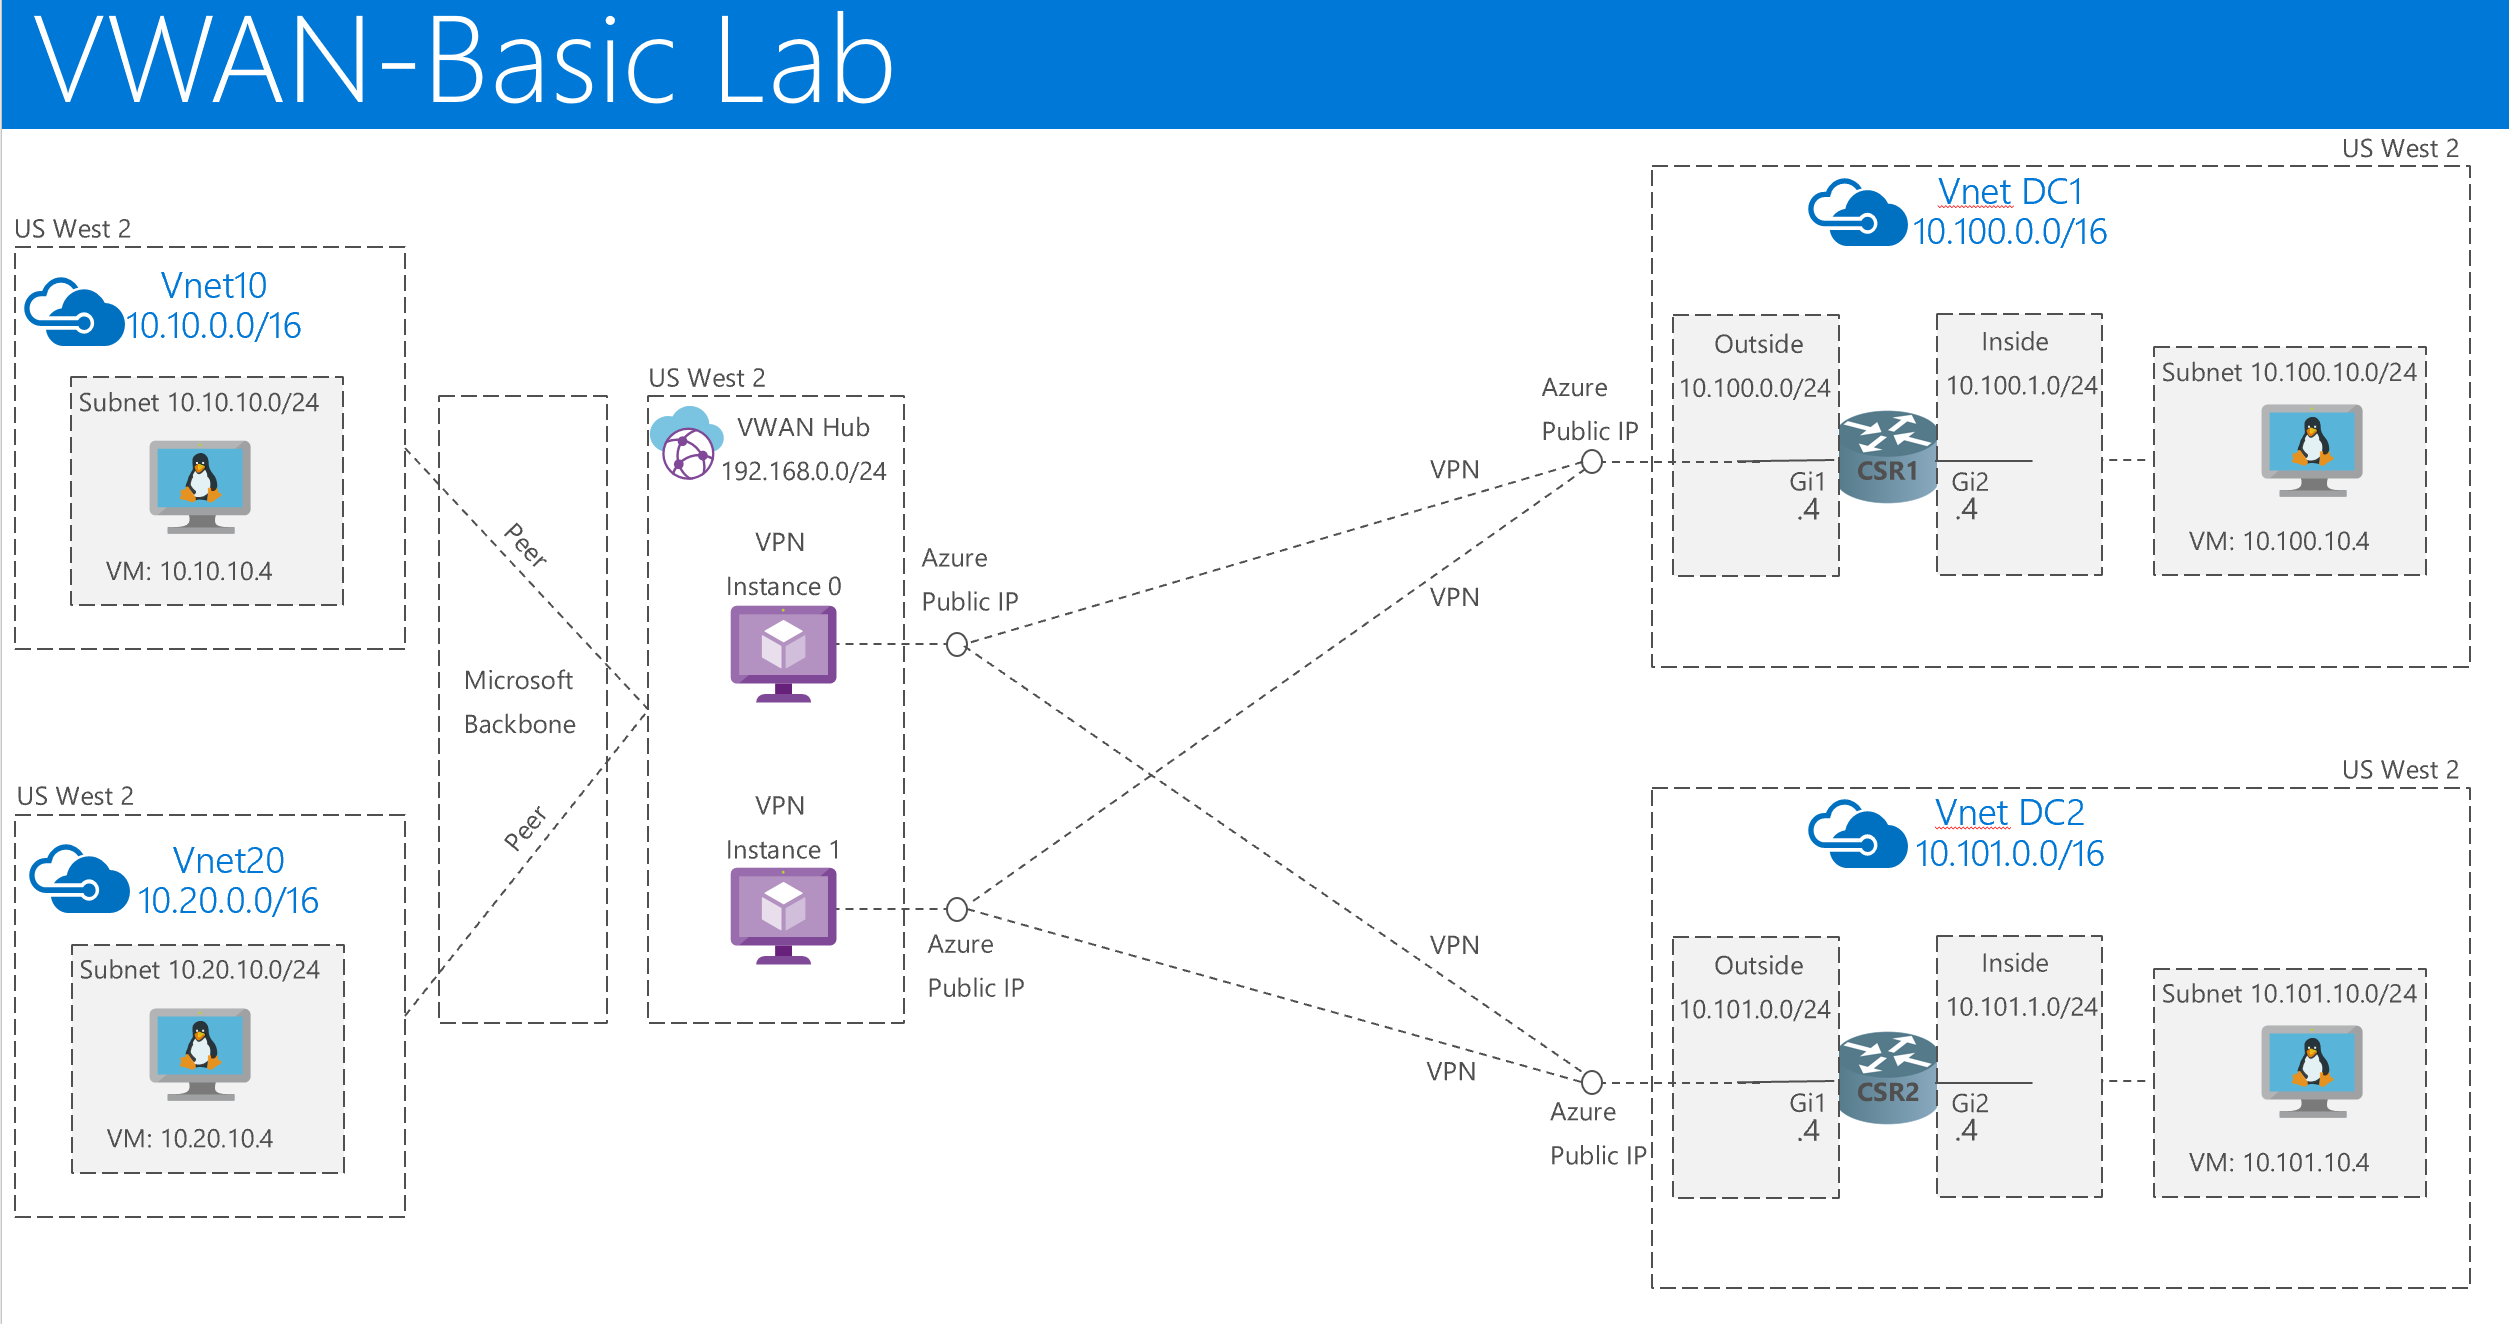 VWAN-Basic Lab
US West 2
Vnet10
10.10.0.0/16
Subnet 10.10.10.0/24
VM: 10.10.10.4
US West 2
Vnet20
10.20.0.0/16
Subnet 10.20.10.0/24
VM: 10.20.10.4
Peer
Peer
Microsoft
Backbone
US West 2
VWAN Hub
192.168.0.0/24
VPN
Instance 0
VPN
Instance 1
Azure
Public IP
Azure
Public IP
VPN
VPN
VPN
VPN
Azure
Public IP
Azure
Public IP
US West 2
Vnet DC1
10.100.0.0/16
Outside
10.100.0.0/24
Gi1
.4
CSR1
Inside
10.100.1.0/24
Gi2
.4
Subnet 10.100.10.0/24
VM: 10.100.10.4
US West 2
Vnet DC2
10.101.0.0/16
Outside
10.101.0.0/24
Gi1
.4
CSR2
Inside
10.101.1.0/24
Gi2
.4
Subnet 10.101.10.0/24
VM: 10.101.10.4